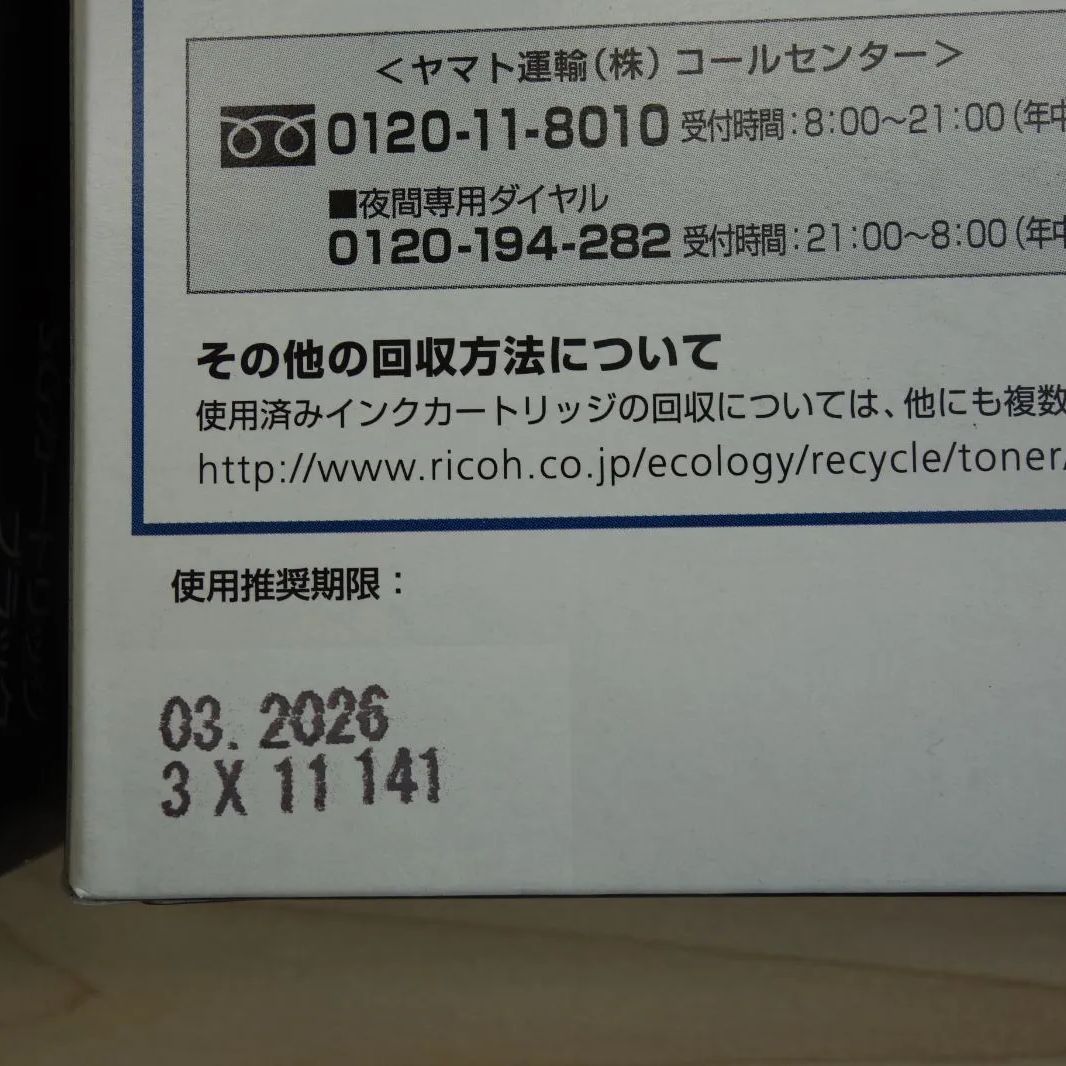 <ヤマト運輸(株) コールセンター>
0120-11-8010 受付時間:8:00~21:00(年中
■夜間専用ダイヤル
0120-194-282 受付時間:21:00~8:00(年中
その他の回収方法について
使用済みインクカートリッジの回収については、他にも複数
http://www.ricoh.co.jp/ecology/recycle/toner/
使用推奨期限:
03.2026
3 X 11 141